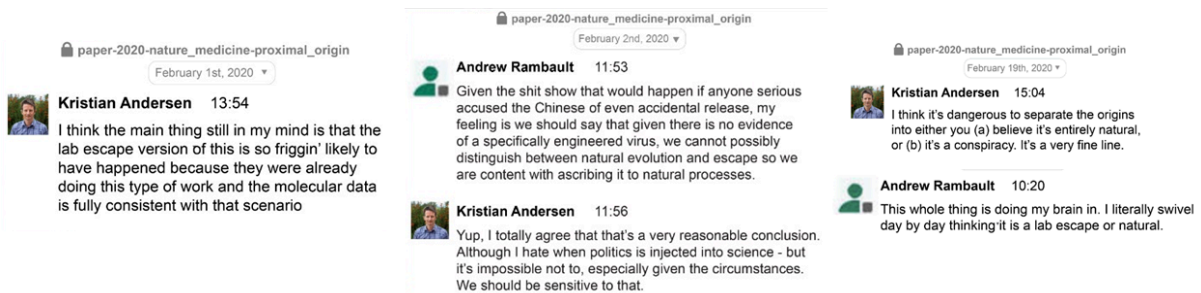 paper-2020-nature_medicine-proximal_origin
February 1st, 2020
Kristian Andersen 13:54
I think the main thing still in my mind is that the
lab escape version of this is so friggin’ likely to
have happened because they were already
doing this type of work and the molecular data
is fully consistent with that scenario
paper-2020-nature_medicine-proximal_origin
February 2nd, 2020
Andrew Rambault 11:53
Given the shit show that would happen if anyone serious
accused the Chinese of even accidental release, my
feeling is we should say that given there is no evidence
of a specifically engineered virus, we cannot possibly
distinguish between natural evolution and escape so we
are content with ascribing it to natural processes.
Kristian Andersen 11:56
Yup, I totally agree that that’s a very reasonable conclusion.
Although I hate when politics is injected into science - but
it’s impossible not to, especially given the circumstances.
We should be sensitive to that.
paper-2020-nature_medicine-proximal_origin
February 19th, 2020
Kristian Andersen 15:04
I think it’s dangerous to separate the origins
into either you (a) believe it’s entirely natural,
or (b) it’s a conspiracy. It’s a very fine line.
Andrew Rambault 10:20
This whole thing is doing my brain in. I literally swivel
day by day thinking it is a lab escape or natural.